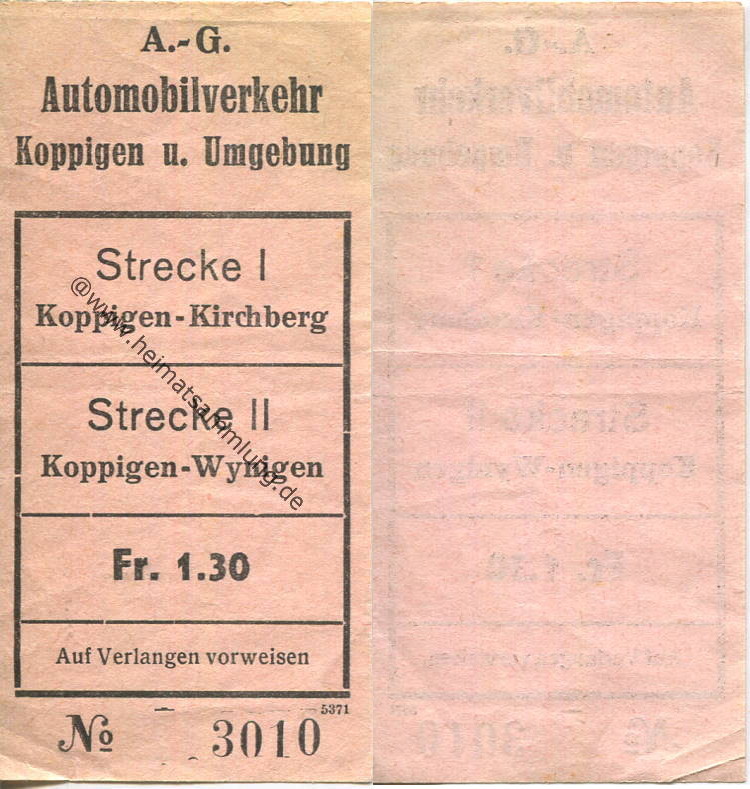 A.-G.
Automobilverkehr
Koppigen u. Umgebung
Strecke I
Koppigen-Kirchberg
@www.heimatsammlung.de
Strecke II
Koppigen-Wynigen
Fr. 1.30
Auf Verlangen vorweisen
5371
No 3010